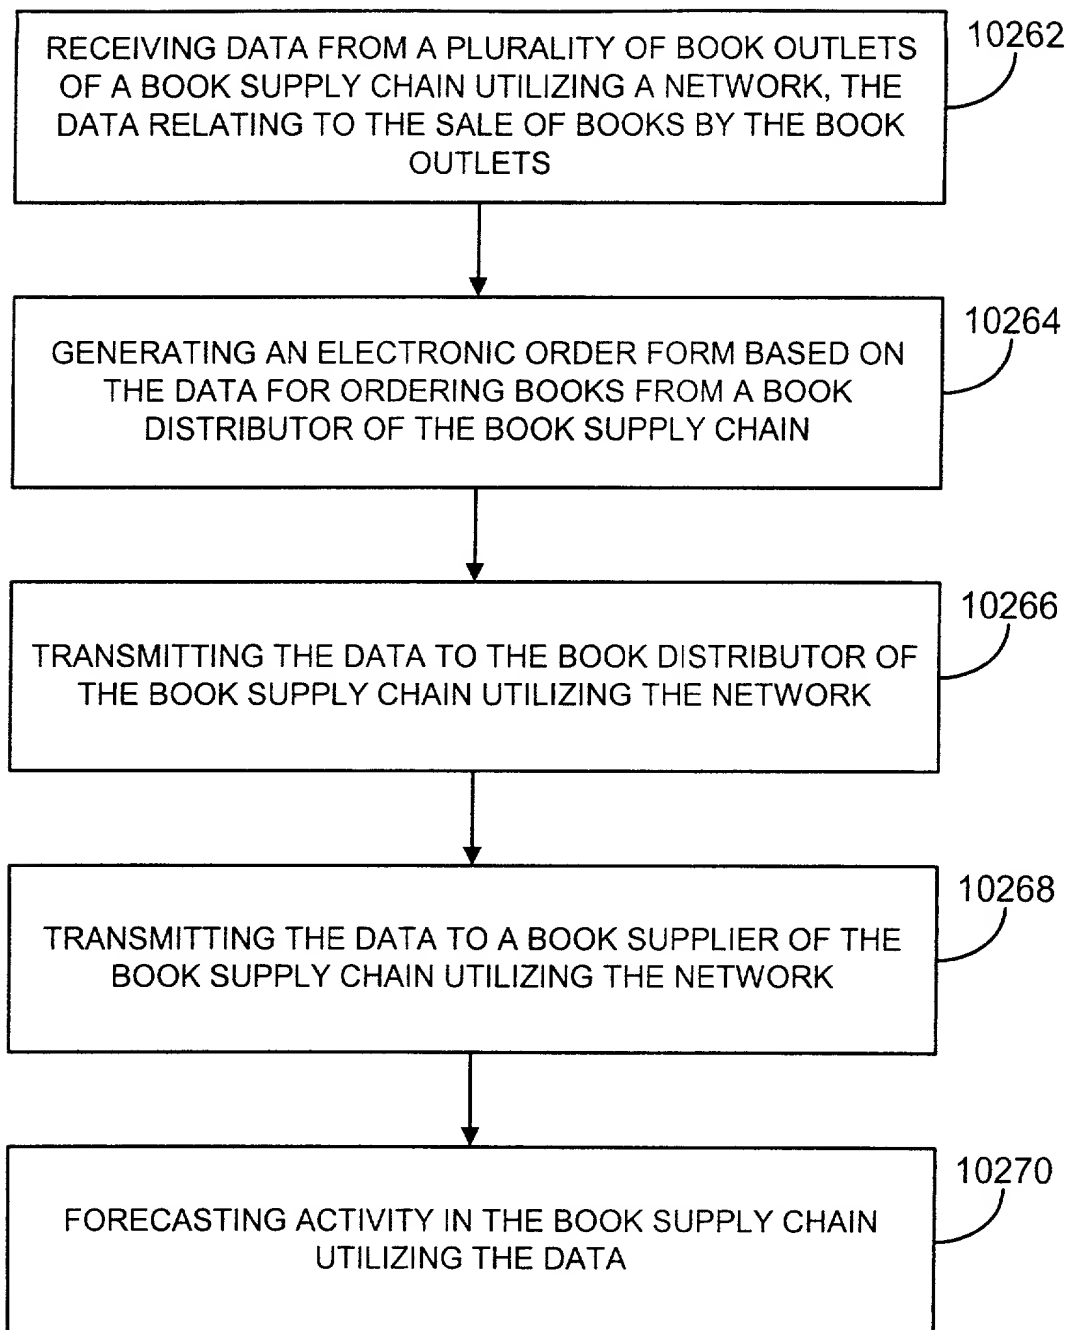 RECEIVING DATA FROM A PLURALITY OF BOOK OUTLETS
OF A BOOK SUPPLY CHAIN UTILIZING A NETWORK, THE
DATA RELATING TO THE SALE OF BOOKS BY THE BOOK
OUTLETS
10262
GENERATING AN ELECTRONIC ORDER FORM BASED ON
THE DATA FOR ORDERING BOOKS FROM A BOOK
DISTRIBUTOR OF THE BOOK SUPPLY CHAIN
10264
TRANSMITTING THE DATA TO THE BOOK DISTRIBUTOR OF
THE BOOK SUPPLY CHAIN UTILIZING THE NETWORK
10266
TRANSMITTING THE DATA TO A BOOK SUPPLIER OF THE
BOOK SUPPLY CHAIN UTILIZING THE NETWORK
10268
FORECASTING ACTIVITY IN THE BOOK SUPPLY CHAIN
UTILIZING THE DATA
10270